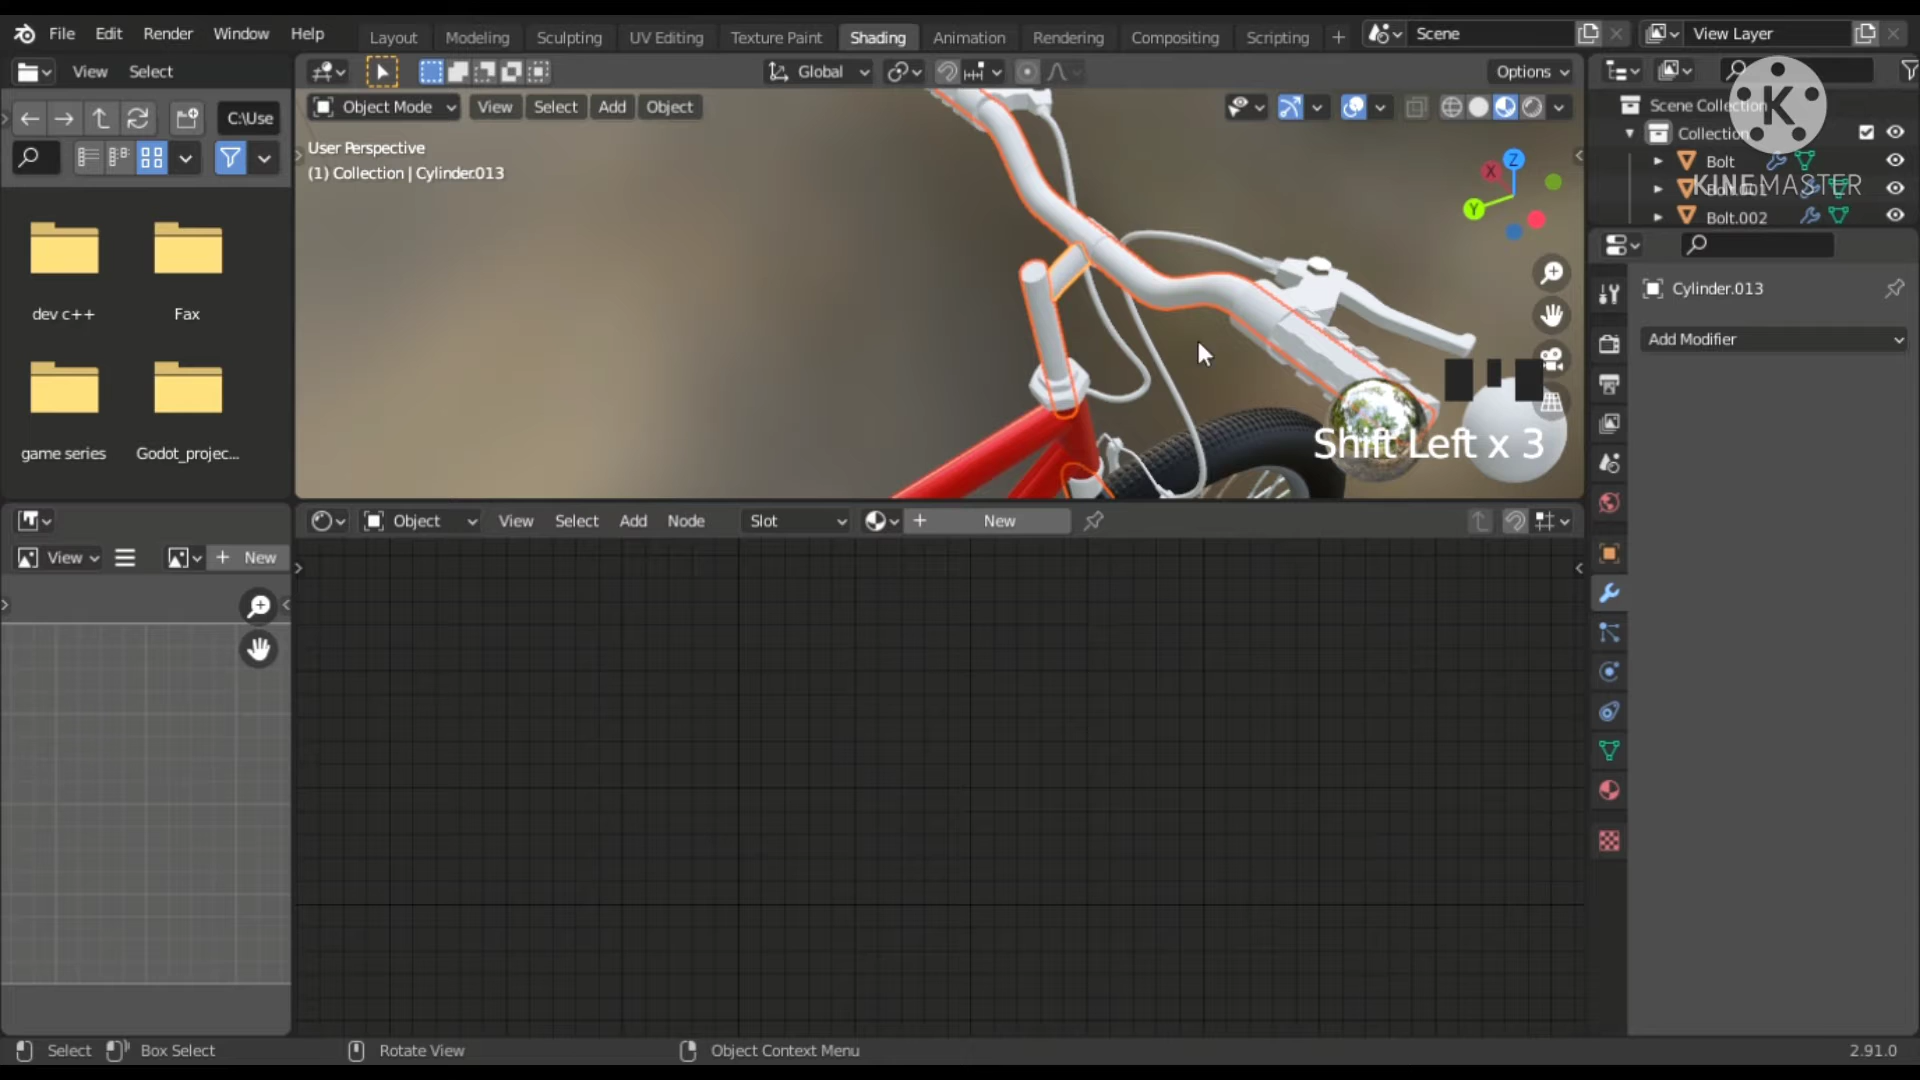 File Edit Render Window Help
Layout Modeling Sculpting UV Editing Texture Paint Shading Animation Rendering Compositing Scripting +
Scene
View Layer
View Select
Global
Options
C:\Use
Object Mode View Select Add Object
User Perspective
(1) Collection | Cylinder.013
Scene Collection
Collection
Bolt
Bolt.001
Bolt.002
KINEMASTER
K
X
Y
Z
dev c++
Fax
game series
Godot_projec...
Cylinder.013
Add Modifier
Shift Left x 3
Object View Select Add Node
Slot
+ New
View
+ New
Select
Box Select
Rotate View
Object Context Menu
2.91.0